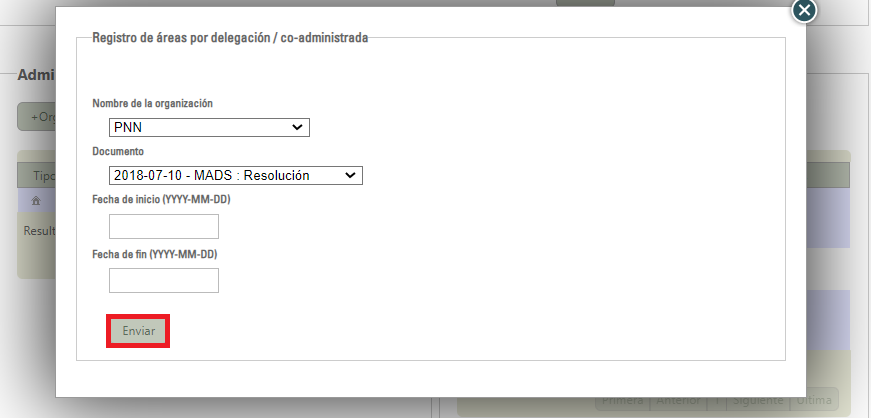 Registro de áreas por delegación / co-administrada
Admi
+Or
Nombre de la organización
PNN
Documento
Tipo
2018-07-10 - MADS : Resolución
Fecha de inicio (YYYY-MM-DD)
Result
Fecha de fin (YYYY-MM-DD)
Enviar
Primera Anterior 1 Siguiente Última